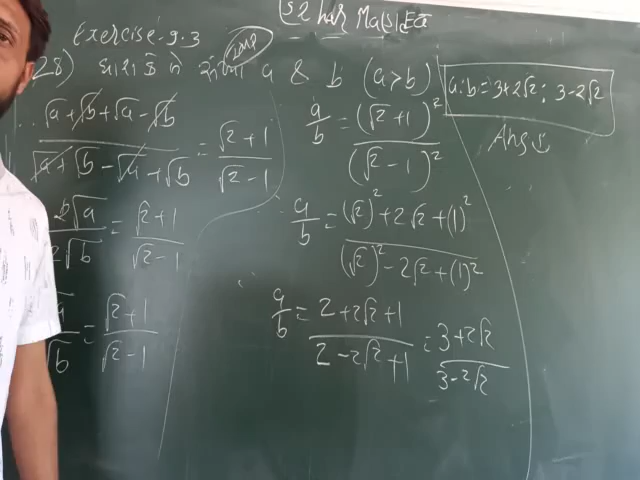 Exercise 9.3
IMP
28) a & b (a>b)
√a+√b+√a-√b / √a+√b-√a+√b = √2+1 / √2-1
2√a / 2√b = √2+1 / √2-1
√a / √b = √2+1 / √2-1
a/b = (√2+1)² / (√2-1)²
a/b = (√2)²+2√2+(1)² / (√2)²-2√2+(1)²
∴ a/b = 2+2√2+1 / 2-2√2+1 = 3+2√2 / 3-2√2
a:b = 3+2√2 : 3-2√2
Ans